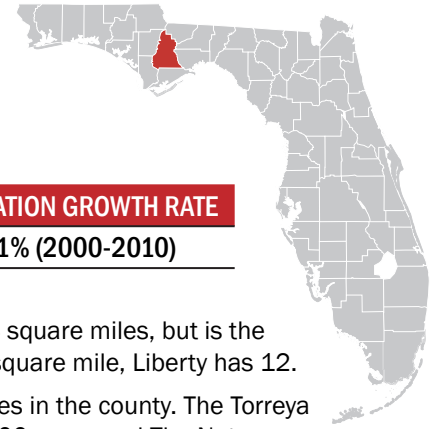 ATION GROWTH RATE
1% (2000-2010)
square miles, but is the
square mile, Liberty has 12.
es in the county. The Torreya